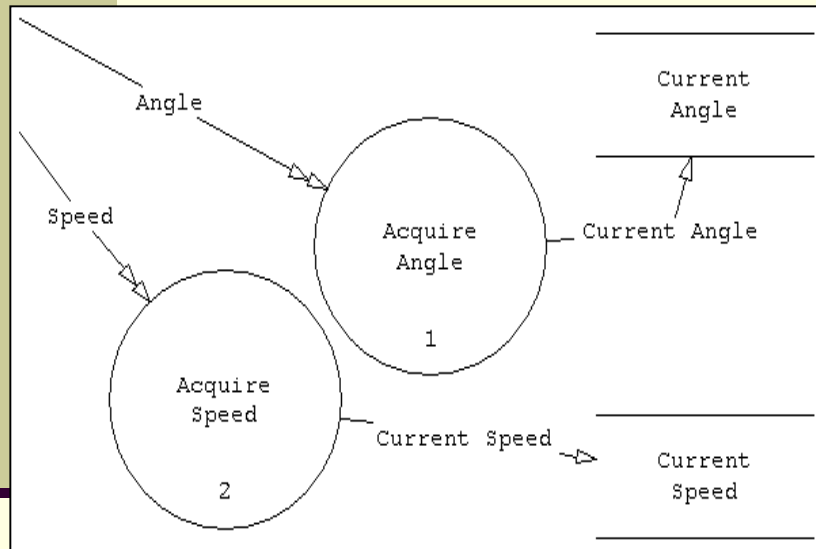 Angle
Speed
Acquire
Angle
1
Current Angle
Current
Angle
Acquire
Speed
2
Current Speed
Current
Speed